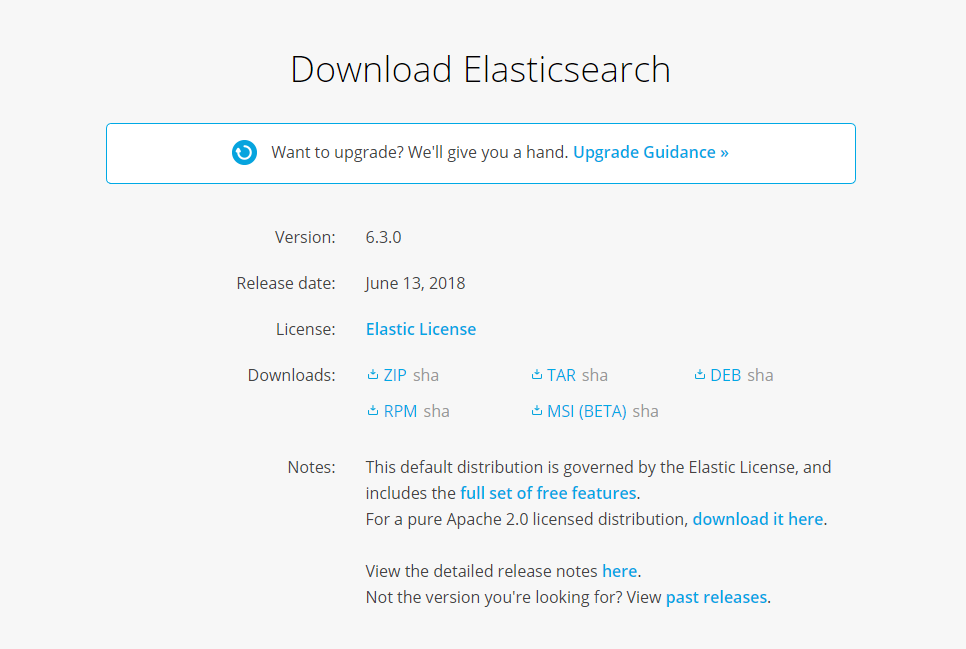 Download Elasticsearch
Want to upgrade? We'll give you a hand. Upgrade Guidance »
Version: 6.3.0
Release date: June 13, 2018
License: Elastic License
Downloads: ZIP sha TAR sha DEB sha
RPM sha MSI (BETA) sha
Notes: This default distribution is governed by the Elastic License, and
includes the full set of free features.
For a pure Apache 2.0 licensed distribution, download it here.
View the detailed release notes here.
Not the version you're looking for? View past releases.